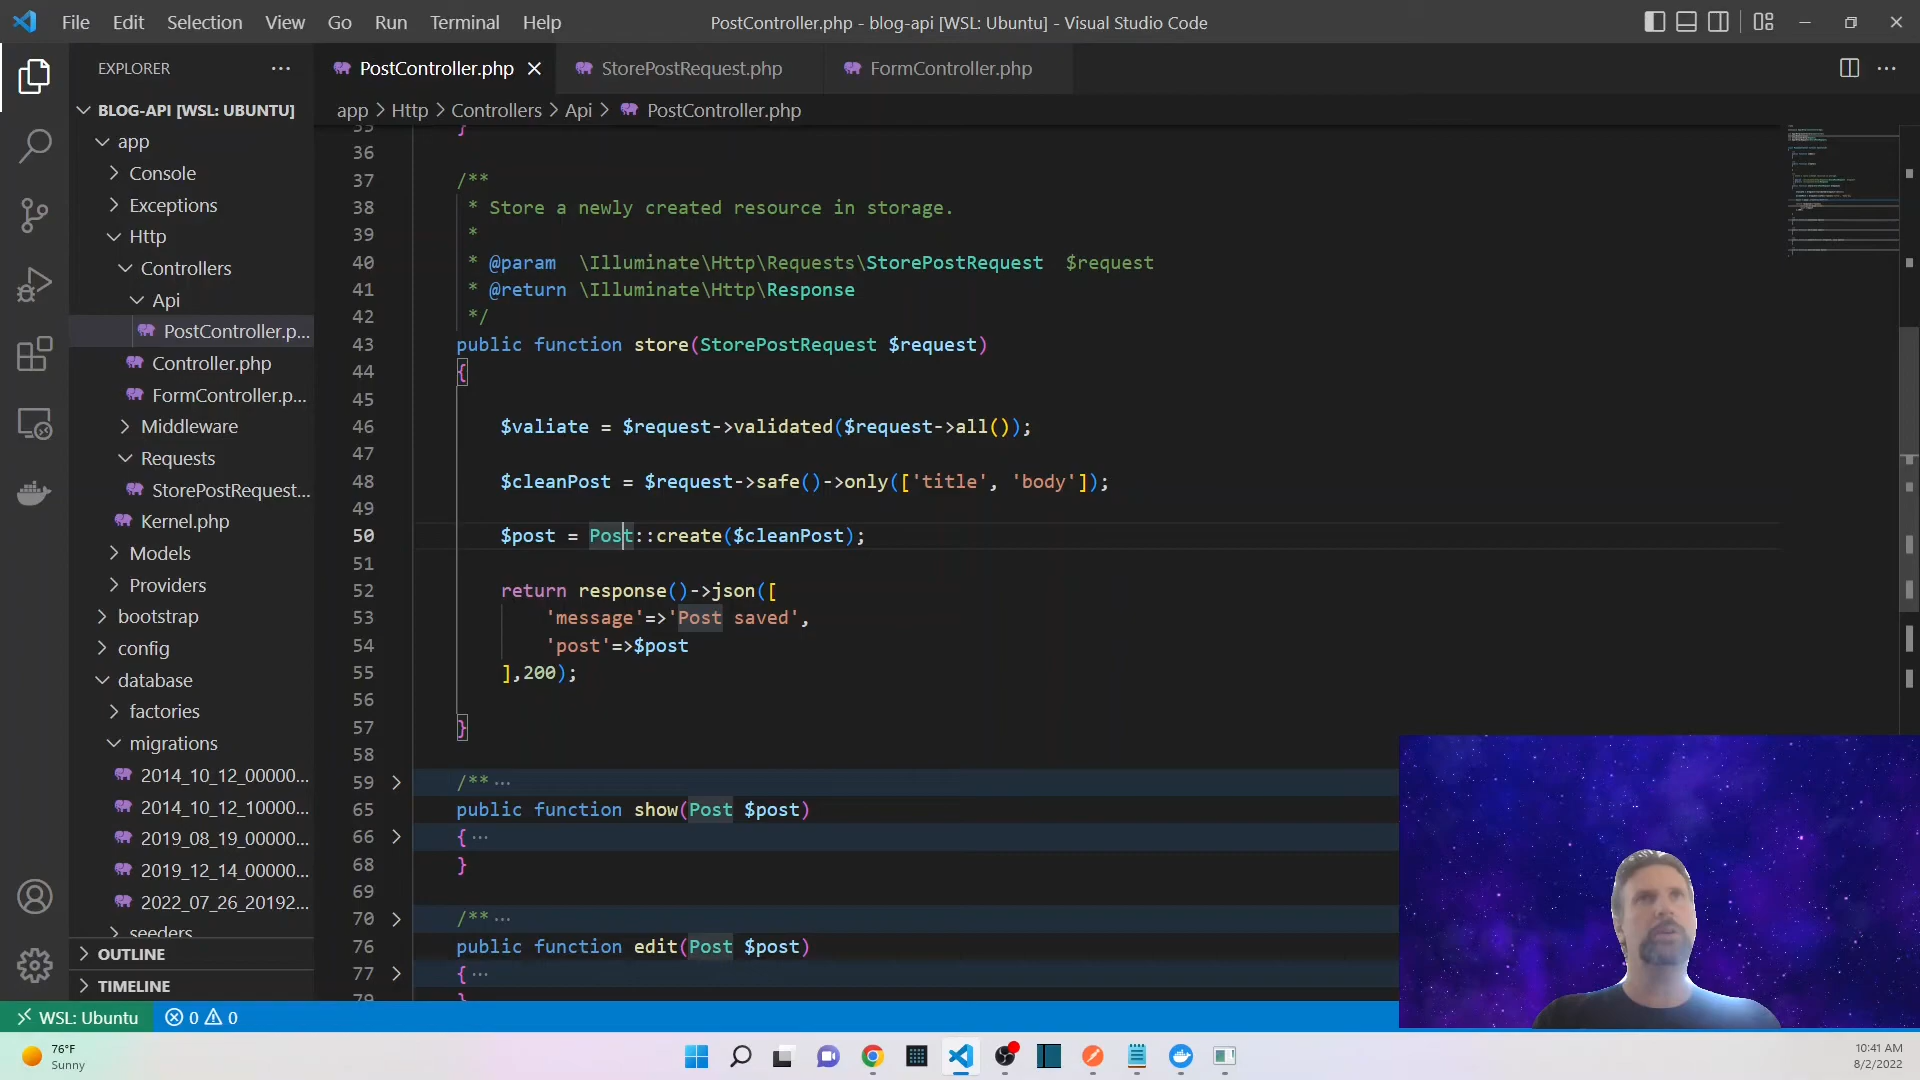 File Edit Selection View Go Run Terminal Help
PostController.php - blog-api [WSL: Ubuntu] - Visual Studio Code
EXPLORER
PostController.php
StorePostRequest.php
FormController.php
app > Http > Controllers > Api > PostController.php
BLOG-API [WSL: UBUNTU]
app
Console
Exceptions
Http
Controllers
Api
PostController.p...
Controller.php
FormController.p...
Middleware
Requests
StorePostRequest...
Kernel.php
Models
Providers
bootstrap
config
database
factories
migrations
2014_10_12_00000...
2014_10_12_10000...
2019_08_19_00000...
2019_12_14_00000...
2022_07_26_20192...
seeders
OUTLINE
TIMELINE
35 }
36
37 /**
38 * Store a newly created resource in storage.
39 *
40 * @param \Illuminate\Http\Requests\StorePostRequest $request
41 * @return \Illuminate\Http\Response
42 */
43 public function store(StorePostRequest $request)
44 {
45
46 $valiate = $request->validated($request->all());
47
48 $cleanPost = $request->safe()->only(['title', 'body']);
49
50 $post = Post::create($cleanPost);
51
52 return response()->json([
53 'message'=>'Post saved',
54 'post'=>$post
55 ],200);
56
57 }
58
59 /** ...
65 public function show(Post $post)
66 { ...
68 }
69
70 /** ...
76 public function edit(Post $post)
77 { ...
79 }
WSL: Ubuntu
0 0
76°F
Sunny
10:41 AM
8/2/2022